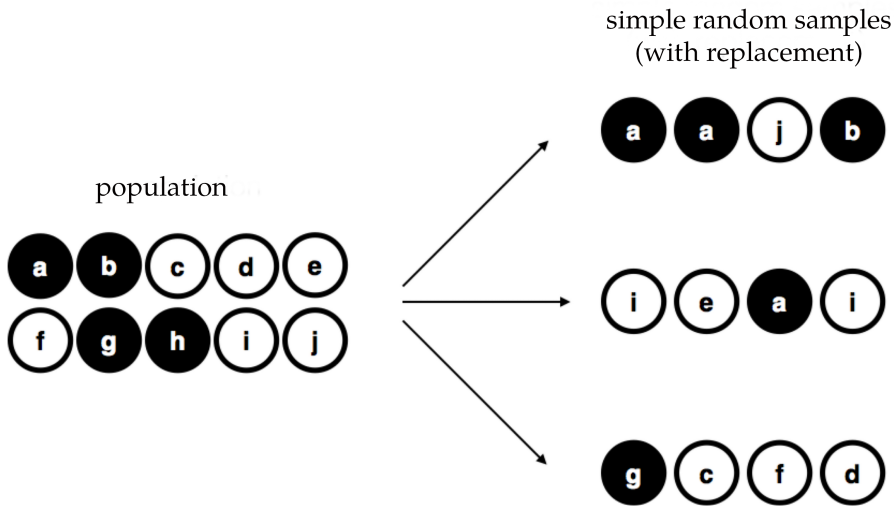 simple random samples
(with replacement)
a a j b
population
a b c d e
i e a i
f g h i j
g c f d